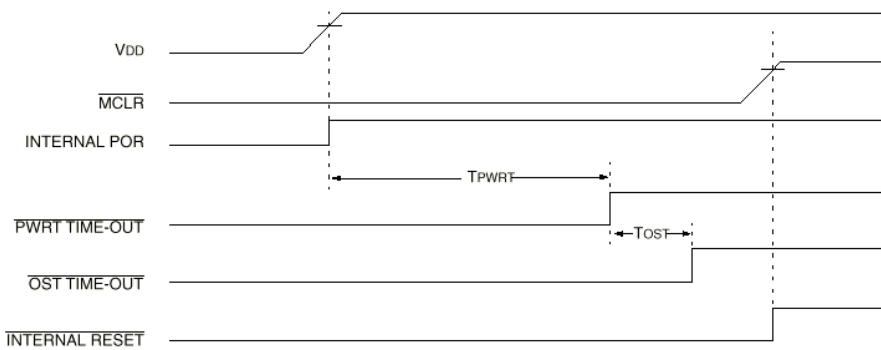 VDD
MCLR
INTERNAL POR
TPWRT
PWRT TIME-OUT
TOST
OST TIME-OUT
INTERNAL RESET